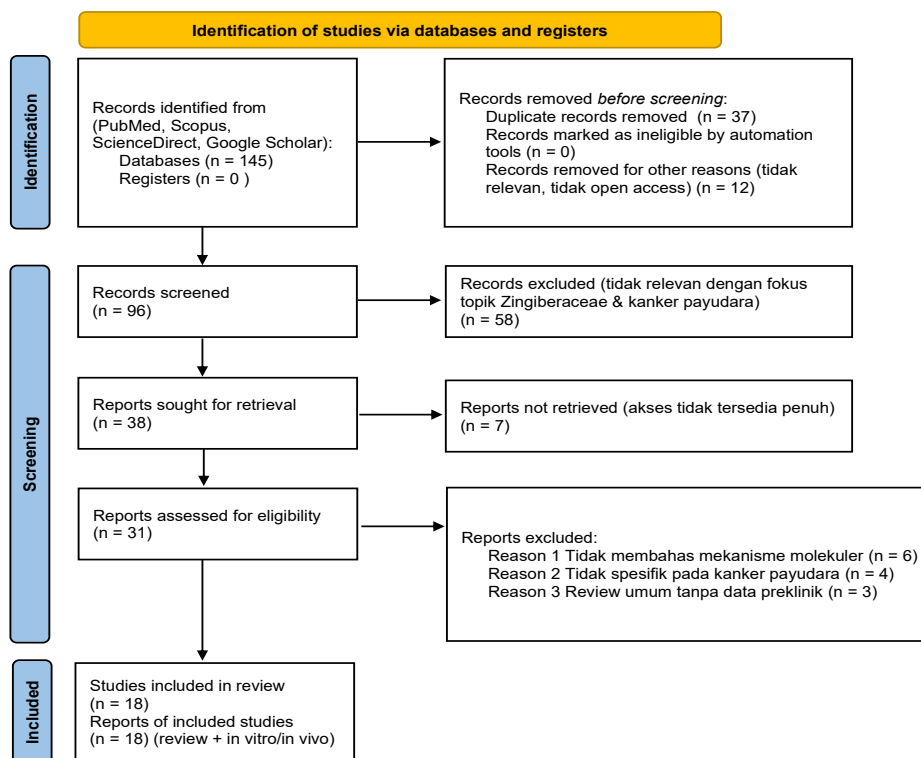 Identification of studies via databases and registers
Identification
Records identified from
(PubMed, Scopus,
ScienceDirect, Google Scholar):
Databases (n = 145)
Registers (n = 0 )
Records removed before screening:
Duplicate records removed (n = 37)
Records marked as ineligible by automation
tools (n = 0)
Records removed for other reasons (tidak
relevan, tidak open access) (n = 12)
Screening
Records screened
(n = 96)
Records excluded (tidak relevan dengan fokus
topik Zingiberaceae & kanker payudara)
(n = 58)
Reports sought for retrieval
(n = 38)
Reports not retrieved (akses tidak tersedia penuh)
(n = 7)
Reports assessed for eligibility
(n = 31)
Reports excluded:
Reason 1 Tidak membahas mekanisme molekuler (n = 6)
Reason 2 Tidak spesifik pada kanker payudara (n = 4)
Reason 3 Review umum tanpa data preklinik (n = 3)
Included
Studies included in review
(n = 18)
Reports of included studies
(n = 18) (review + in vitro/in vivo)